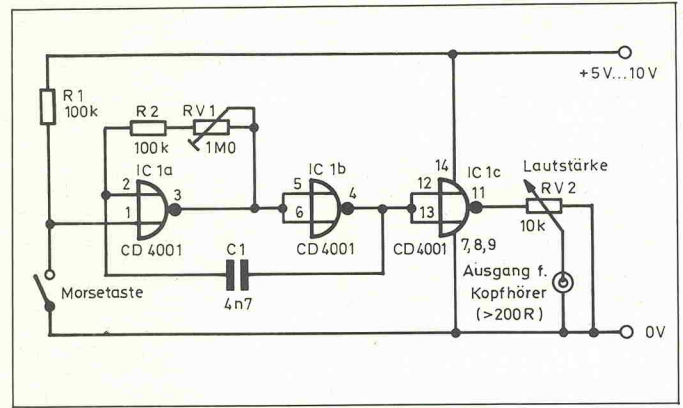 +5V...10V
R1
100k
R2
100k
RV1
1M0
IC 1a
2
1
3
CD 4001
IC 1b
5
6
4
CD4001
14
IC 1c
12
13
11
CD4001
7,8,9
Lautstärke
RV2
10k
C1
4n7
Morsetaste
Ausgang f.
Kopfhörer
(>200R)
0V